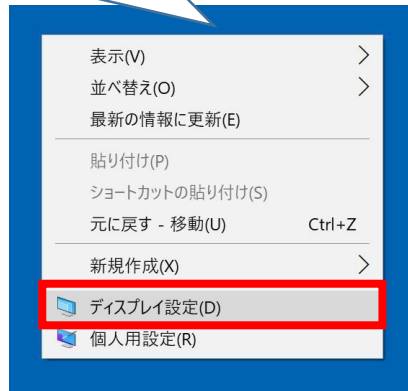 表示(V)
並べ替え(O)
最新の情報に更新(E)
貼り付け(P)
ショートカットの貼り付け(S)
元に戻す - 移動(U) Ctrl+Z
新規作成(X)
ディスプレイ設定(D)
個人用設定(R)